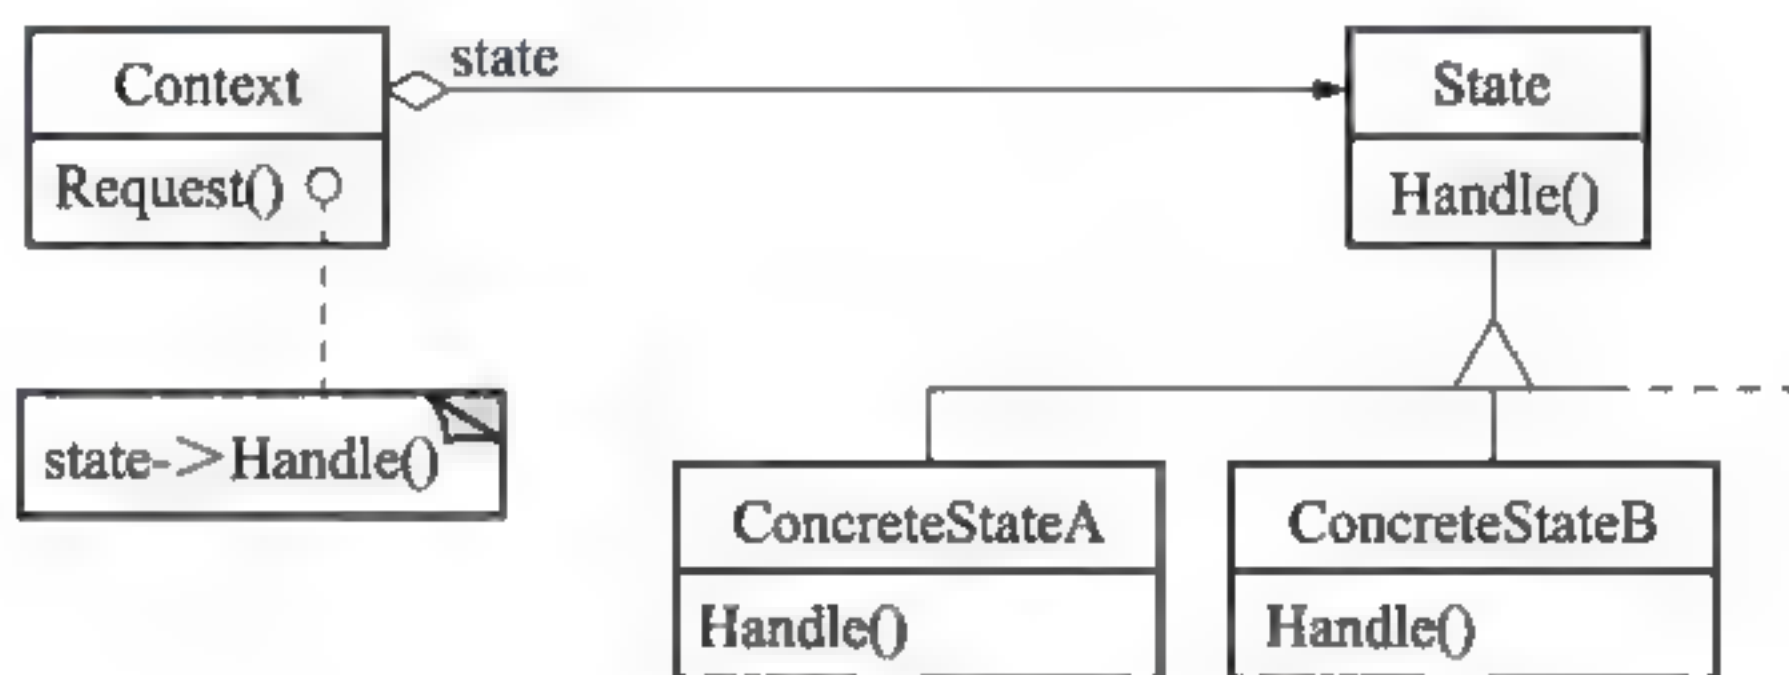 Context
Request()
state
State
Handle()
state->Handle()
ConcreteStateA
Handle()
ConcreteStateB
Handle()